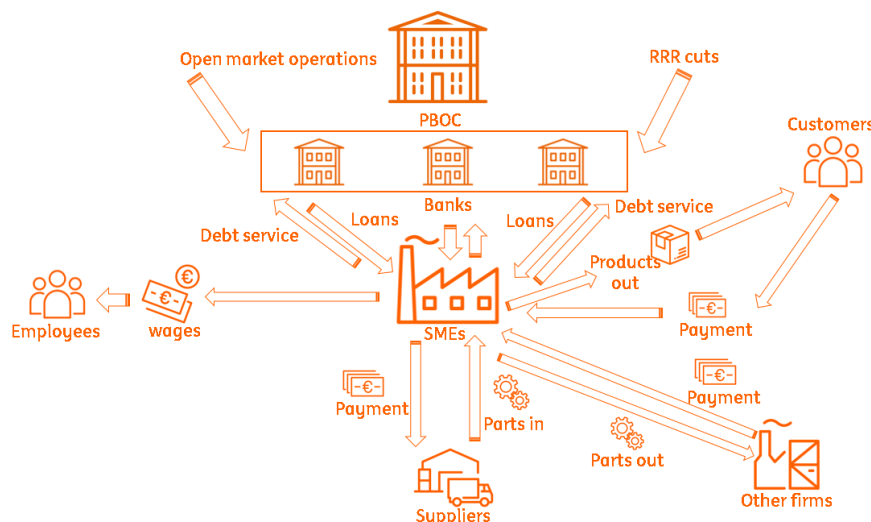 Open market operations
RRR cuts
PBOC
Customers
Banks
Loans
Loans
Debt service
Debt service
Products
out
Employees
wages
SMEs
Payment
Payment
Payment
Parts in
Parts out
Suppliers
Other firms